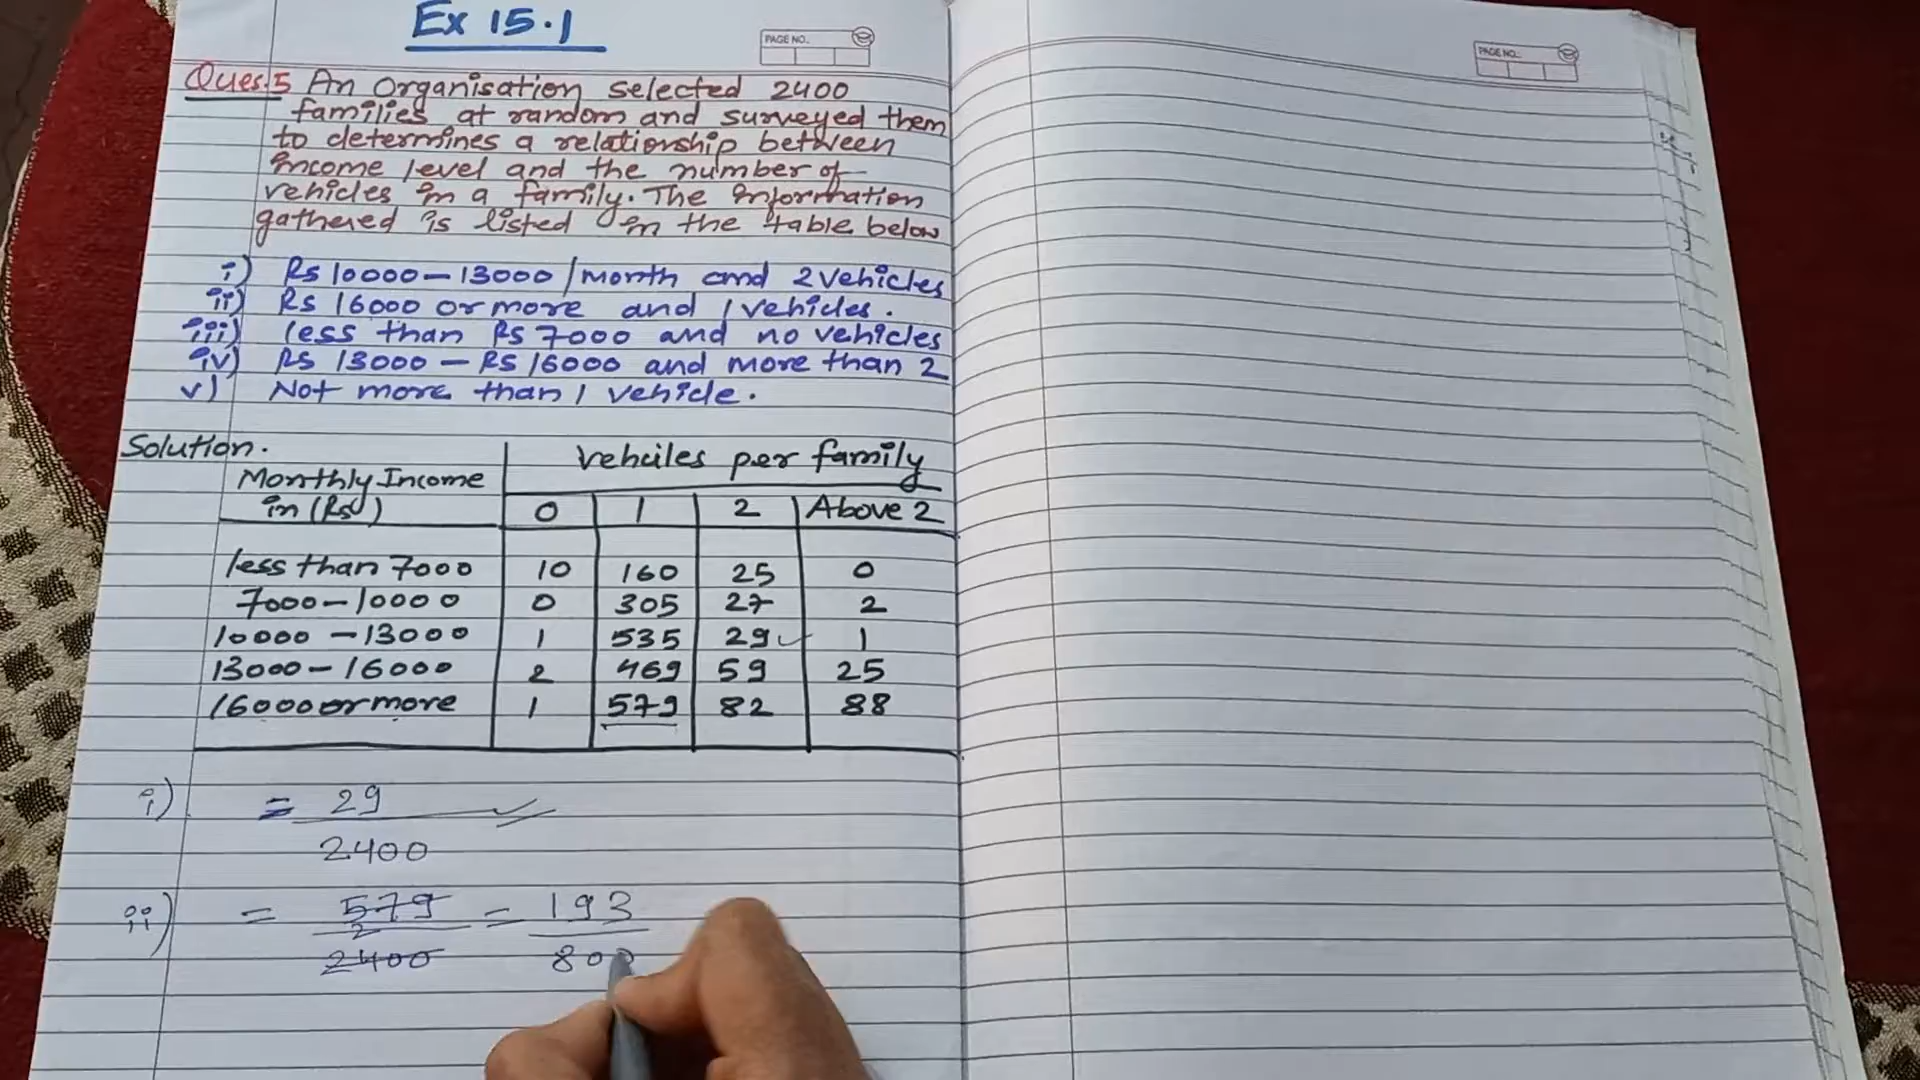 Ex 15.1
PAGE NO.
PAGE NO.
Ques.5 An Organisation selected 2400
families at random and surveyed them
to determines a relationship between
income level and the number of
vehicles in a family. The information
gathered is listed in the table below
i) Rs 10000-13000/month and 2 vehicles
ii) Rs 16000 or more and 1 vehicles.
iii) less than Rs 7000 and no vehicles
iv) Rs 13000 - Rs 16000 and more than 2
v) Not more than 1 vehicle.
Solution.
Monthly Income in (Rs) vehciles per family
0 1 2 Above 2
less than 7000 10 160 25 0
7000-10000 0 305 27 2
10000-13000 1 535 29 1
13000-16000 2 469 59 25
16000 or more 1 579 82 88
i) = 29
2400
ii) = 579 = 193
2400 800